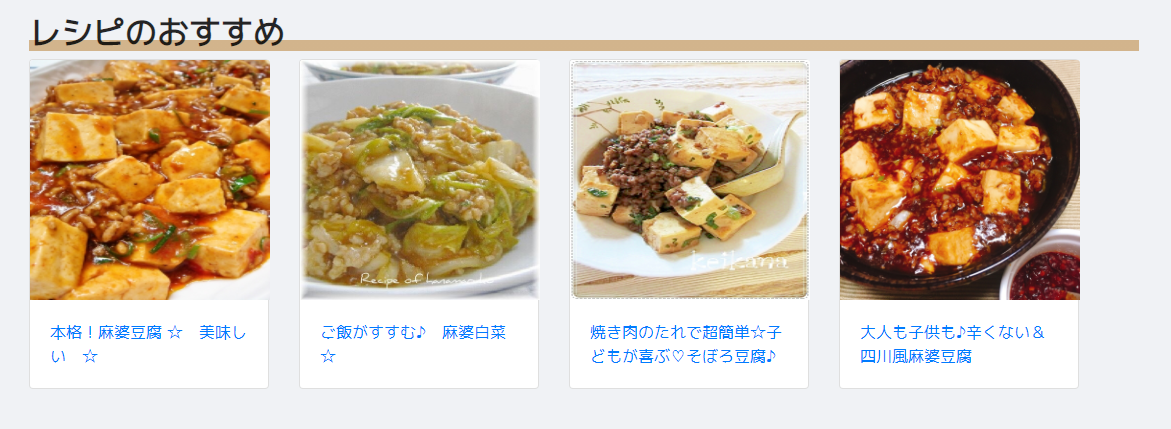 レシピのおすすめ
本格！麻婆豆腐 ☆　美味し
い　☆
ご飯がすすむ♪　麻婆白菜
☆
焼き肉のたれで超簡単☆子
どもが喜ぶ♡そぼろ豆腐♪
大人も子供も♪辛くない＆
四川風麻婆豆腐
Recipe of